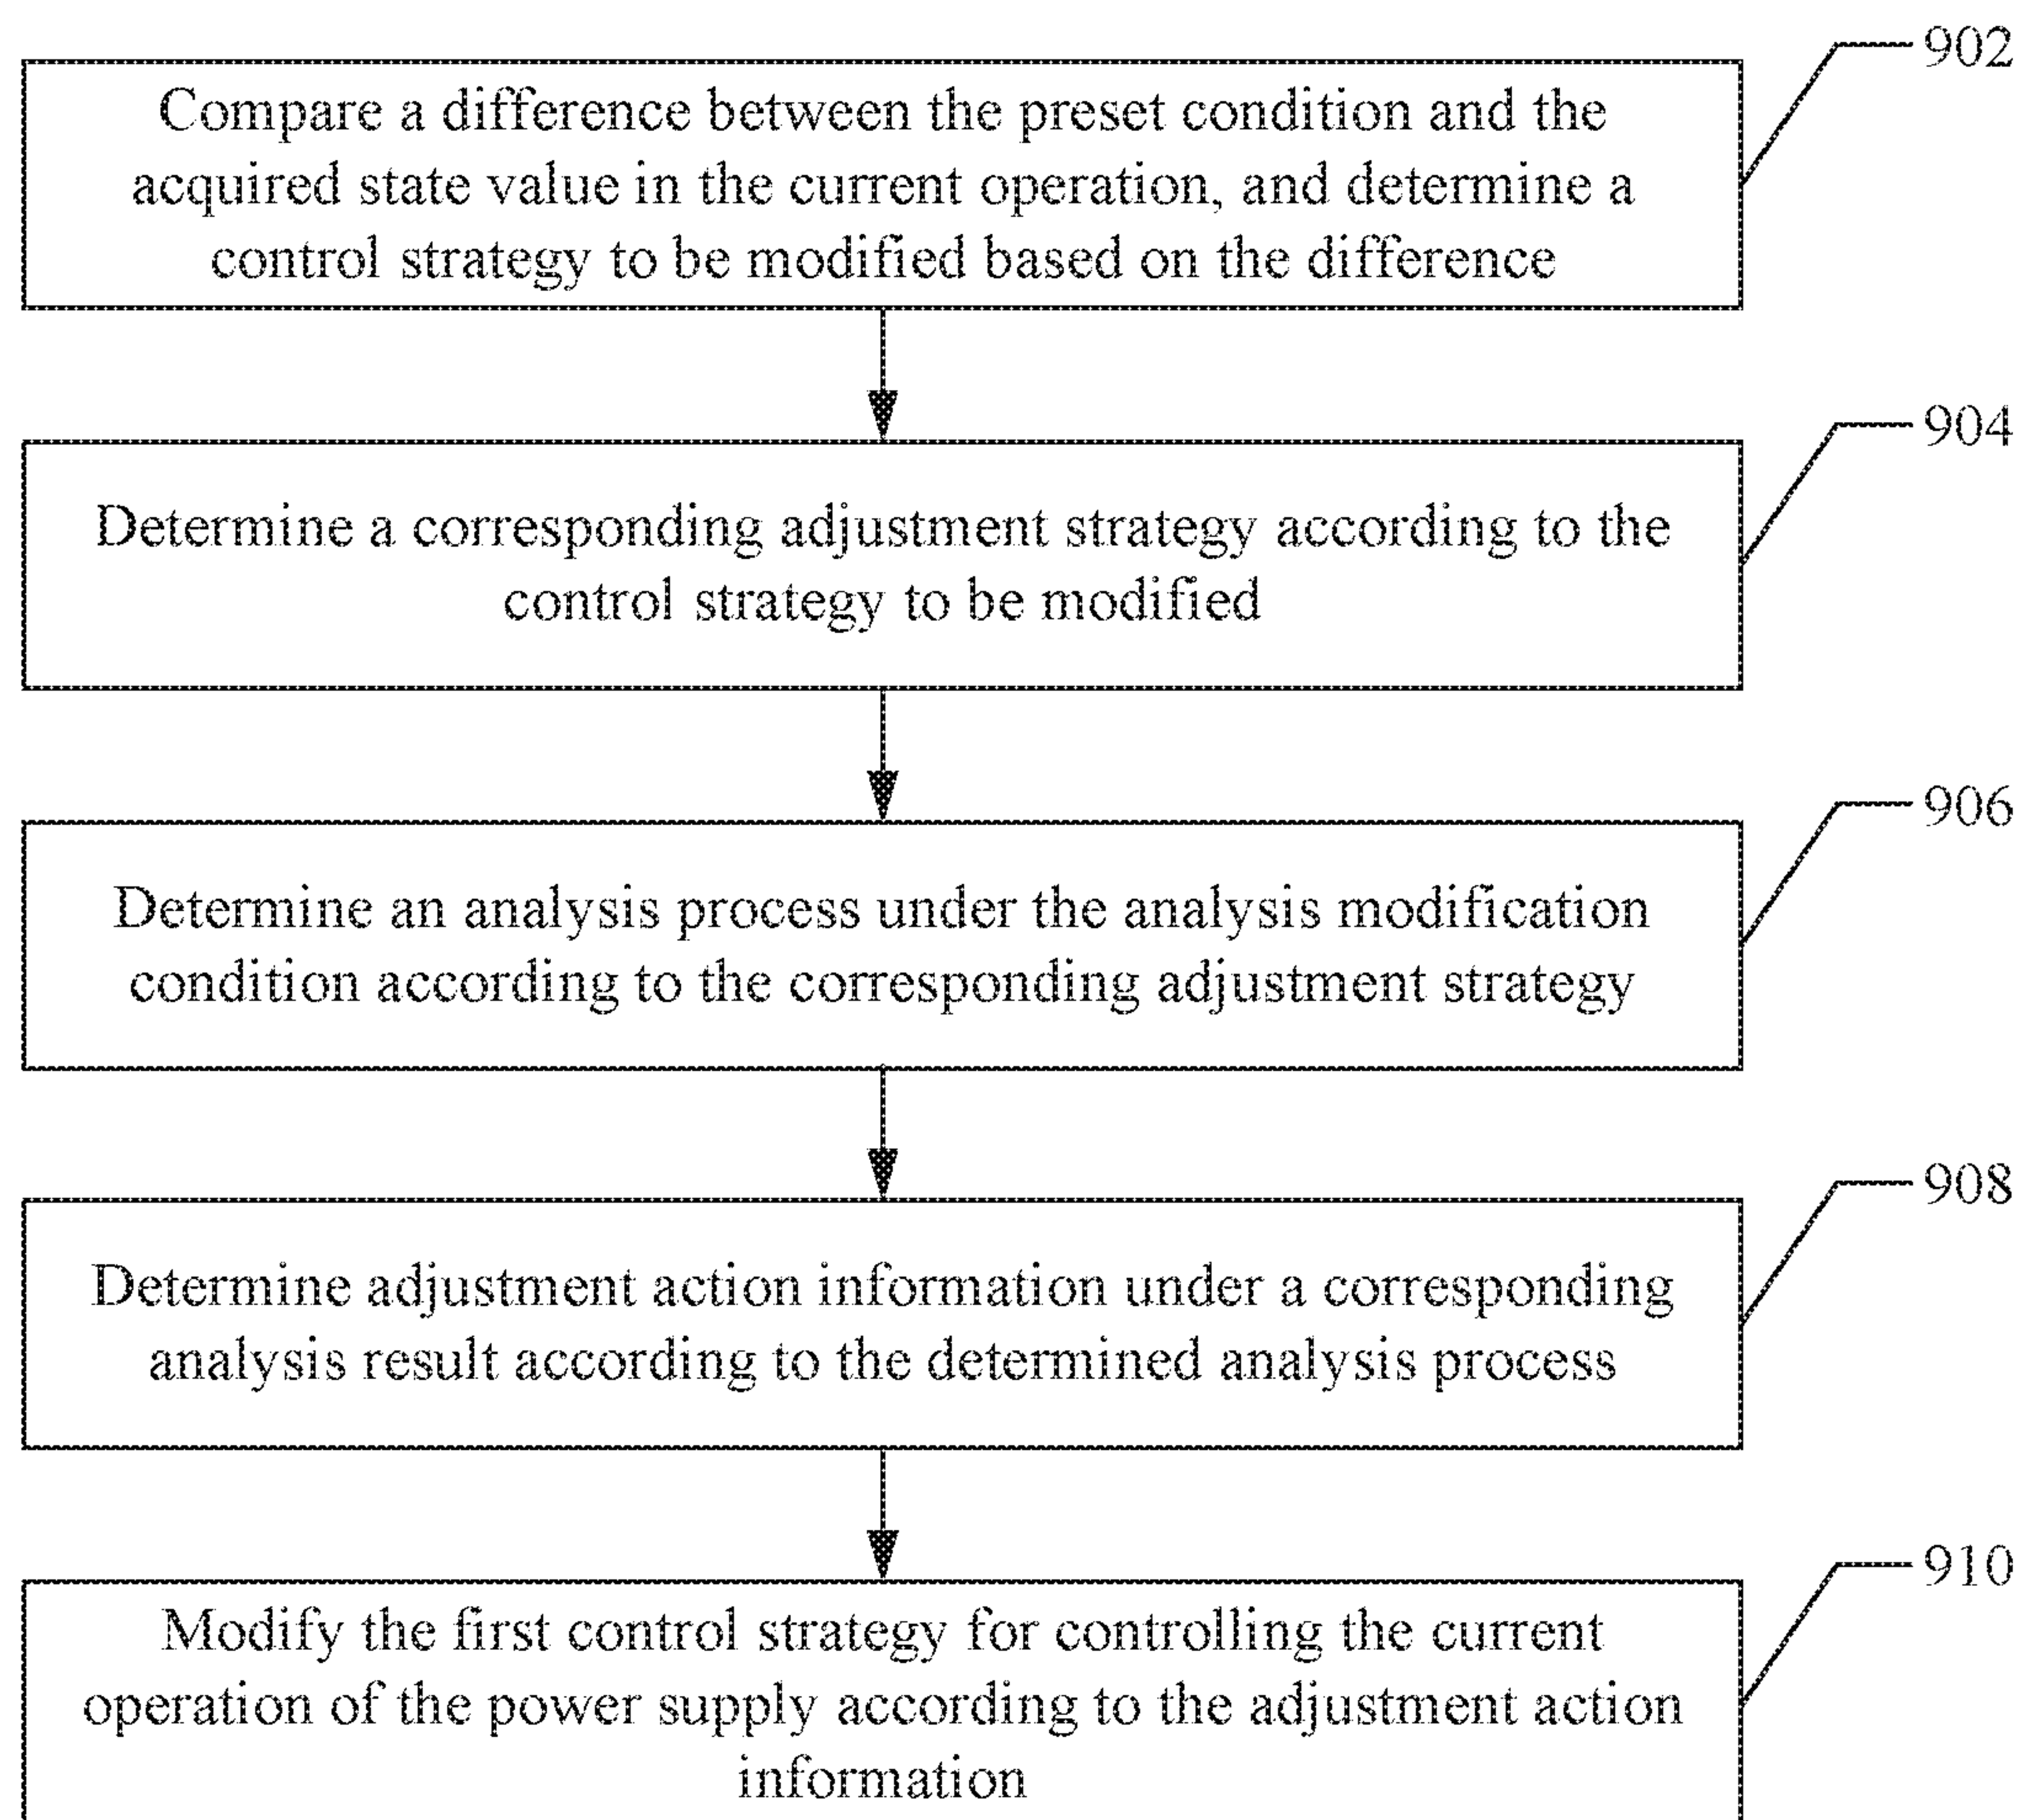 902
Compare a difference between the preset condition and the
acquired state value in the current operation, and determine a
control strategy to be modified based on the difference
904
Determine a corresponding adjustment strategy according to the
control strategy to be modified
906
Determine an analysis process under the analysis modification
condition according to the corresponding adjustment strategy
908
Determine adjustment action information under a corresponding
analysis result according to the determined analysis process
910
Modify the first control strategy for controlling the current
operation of the power supply according to the adjustment action
information